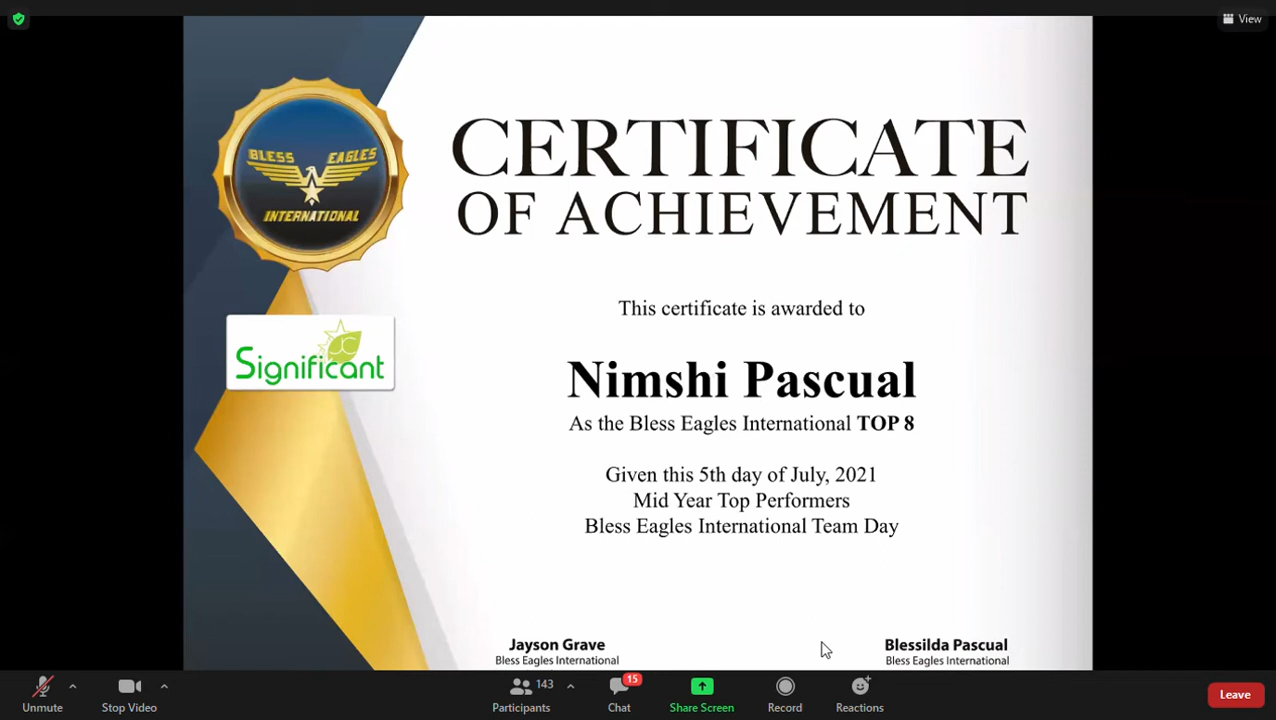 View
BLESS EAGLES
INTERNATIONAL
CERTIFICATE
OF ACHIEVEMENT
This certificate is awarded to
JC
Significant
Nimshi Pascual
As the Bless Eagles International TOP 8
Given this 5th day of July, 2021
Mid Year Top Performers
Bless Eagles International Team Day
Jayson Grave
Bless Eagles International
Blessilda Pascual
Bless Eagles International
Unmute
Stop Video
143
Participants
15
Chat
Share Screen
Record
Reactions
Leave